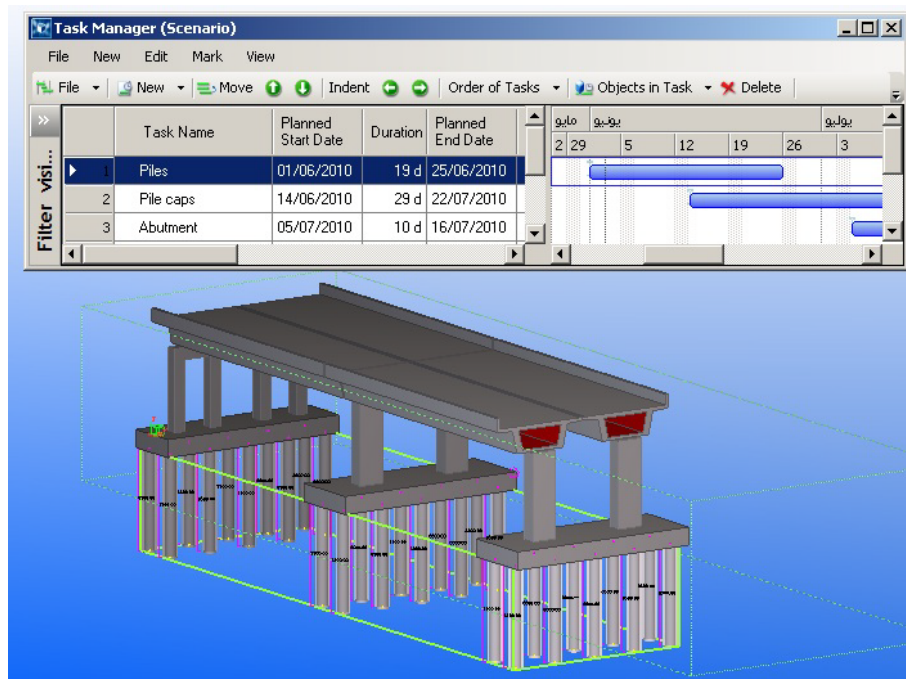 Task Manager (Scenario)
File New Edit Mark View
File New Move Indent Order of Tasks Objects in Task Delete
Filter visi...
Task Name Planned Start Date Duration Planned End Date
مايو يونيو يوليو
2 29 5 12 19 26 3
1 Piles 01/06/2010 19 d 25/06/2010
2 Pile caps 14/06/2010 29 d 22/07/2010
3 Abutment 05/07/2010 10 d 16/07/2010